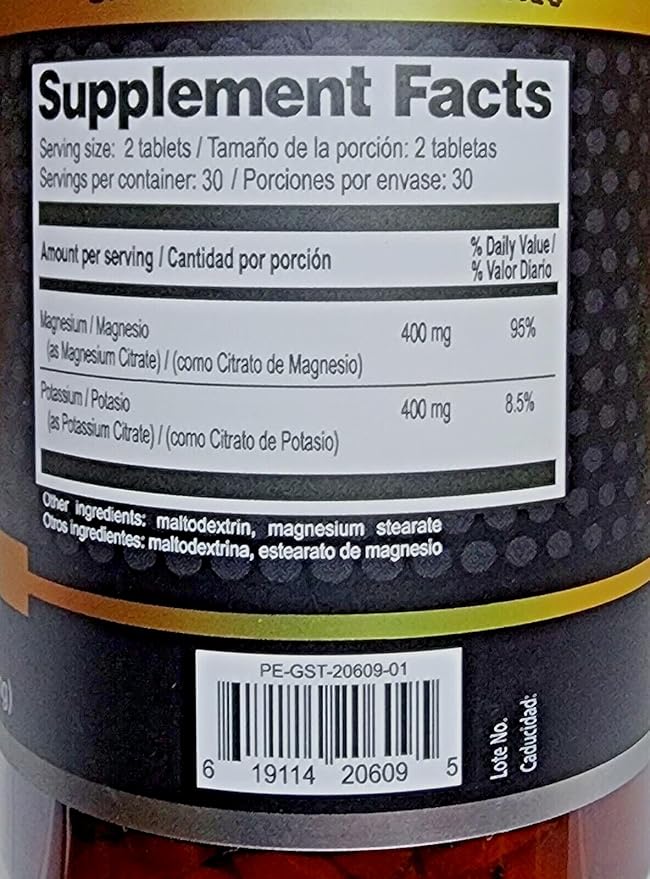 Supplement Facts
Serving size: 2 tablets / Tamaño de la porción: 2 tabletas
Servings per container: 30 / Porciones por envase: 30
Amount per serving / Cantidad por porción
% Daily Value /
% Valor Diario
Magnesium / Magnesio 400 mg 95%
(as Magnesium Citrate) / (como Citrato de Magnesio)
Potassium / Potasio 400 mg 8.5%
(as Potassium Citrate) / (como Citrato de Potasio)
Other ingredients: maltodextrin, magnesium stearate
Otros ingredientes: maltodextrina, estearato de magnesio
PE-GST-20609-01
6 19114 20609 5
Lote No.
Caducidad: